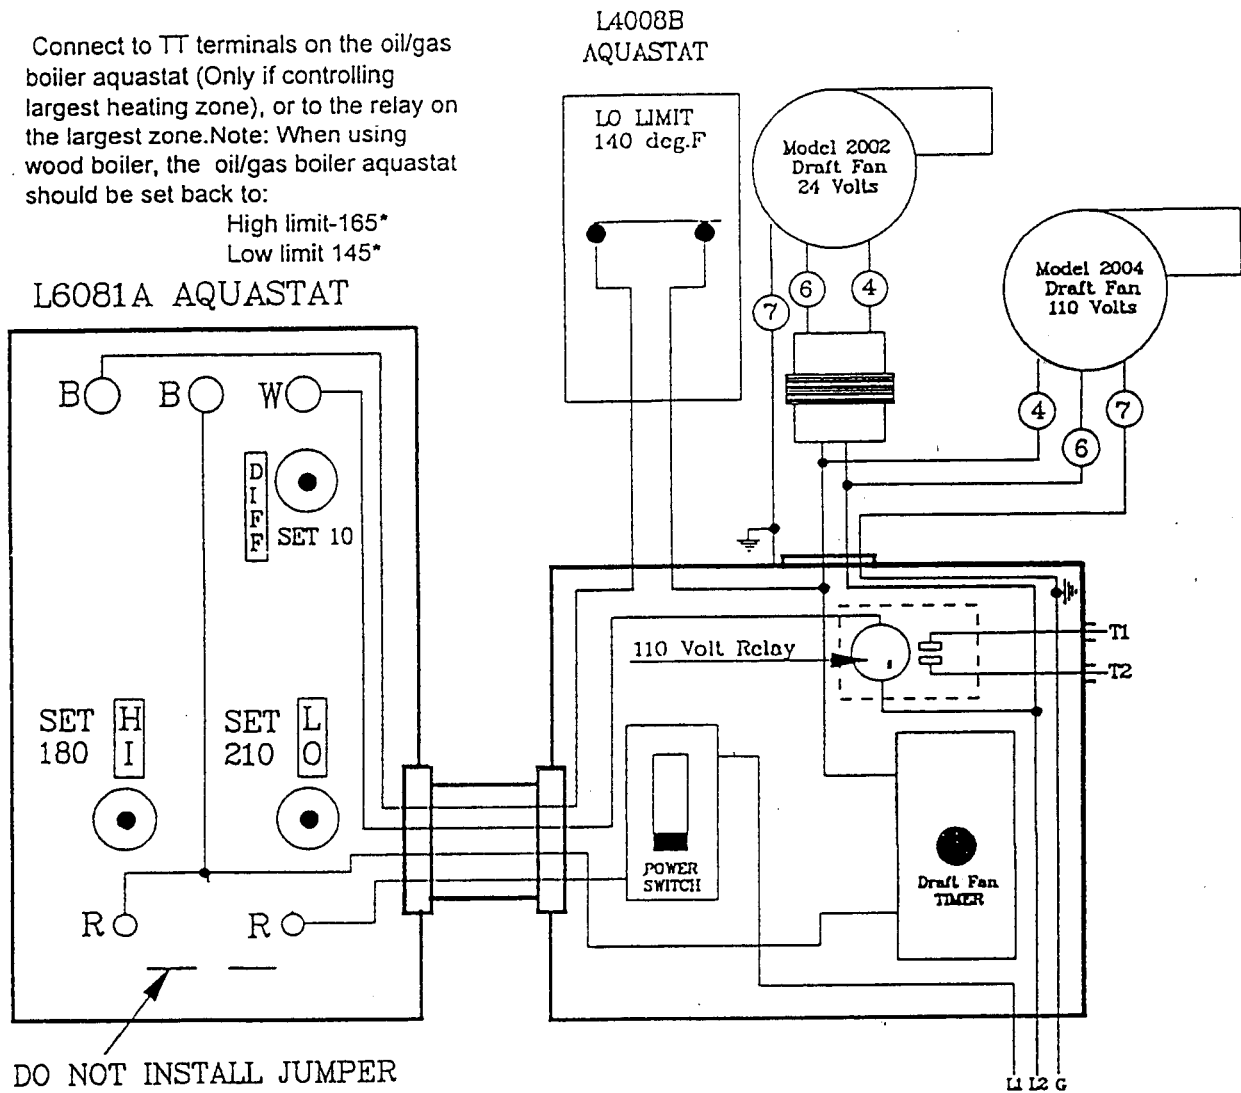 Connect to TT terminals on the oil/gas
boiler aquastat (Only if controlling
largest heating zone), or to the relay on
the largest zone.Note: When using
wood boiler, the oil/gas boiler aquastat
should be set back to:
High limit-165*
Low limit 145*
L6081A AQUASTAT
L4008B
AQUASTAT
LO LIMIT
140 deg.F
Model 2002
Draft Fan
24 Volts
Model 2004
Draft Fan
110 Volts
7
6
4
4
6
7
B
B
W
DIFF
SET 10
SET
180
HI
SET
210
LO
R
R
DO NOT INSTALL JUMPER
110 Volt Relay
T1
T2
POWER
SWITCH
Draft Fan
TIMER
L1 L2 G